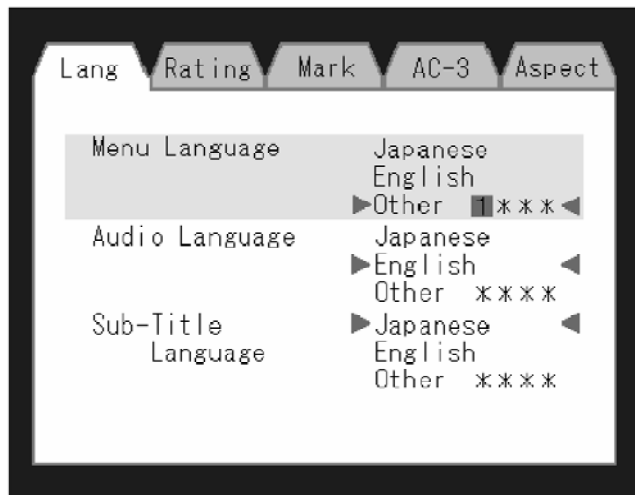 Lang Rating Mark AC-3 Aspect
Menu Language Japanese
English
▶Other 1***◀
Audio Language Japanese
▶English ◀
Other ****
Sub-Title ▶Japanese ◀
Language English
Other ****